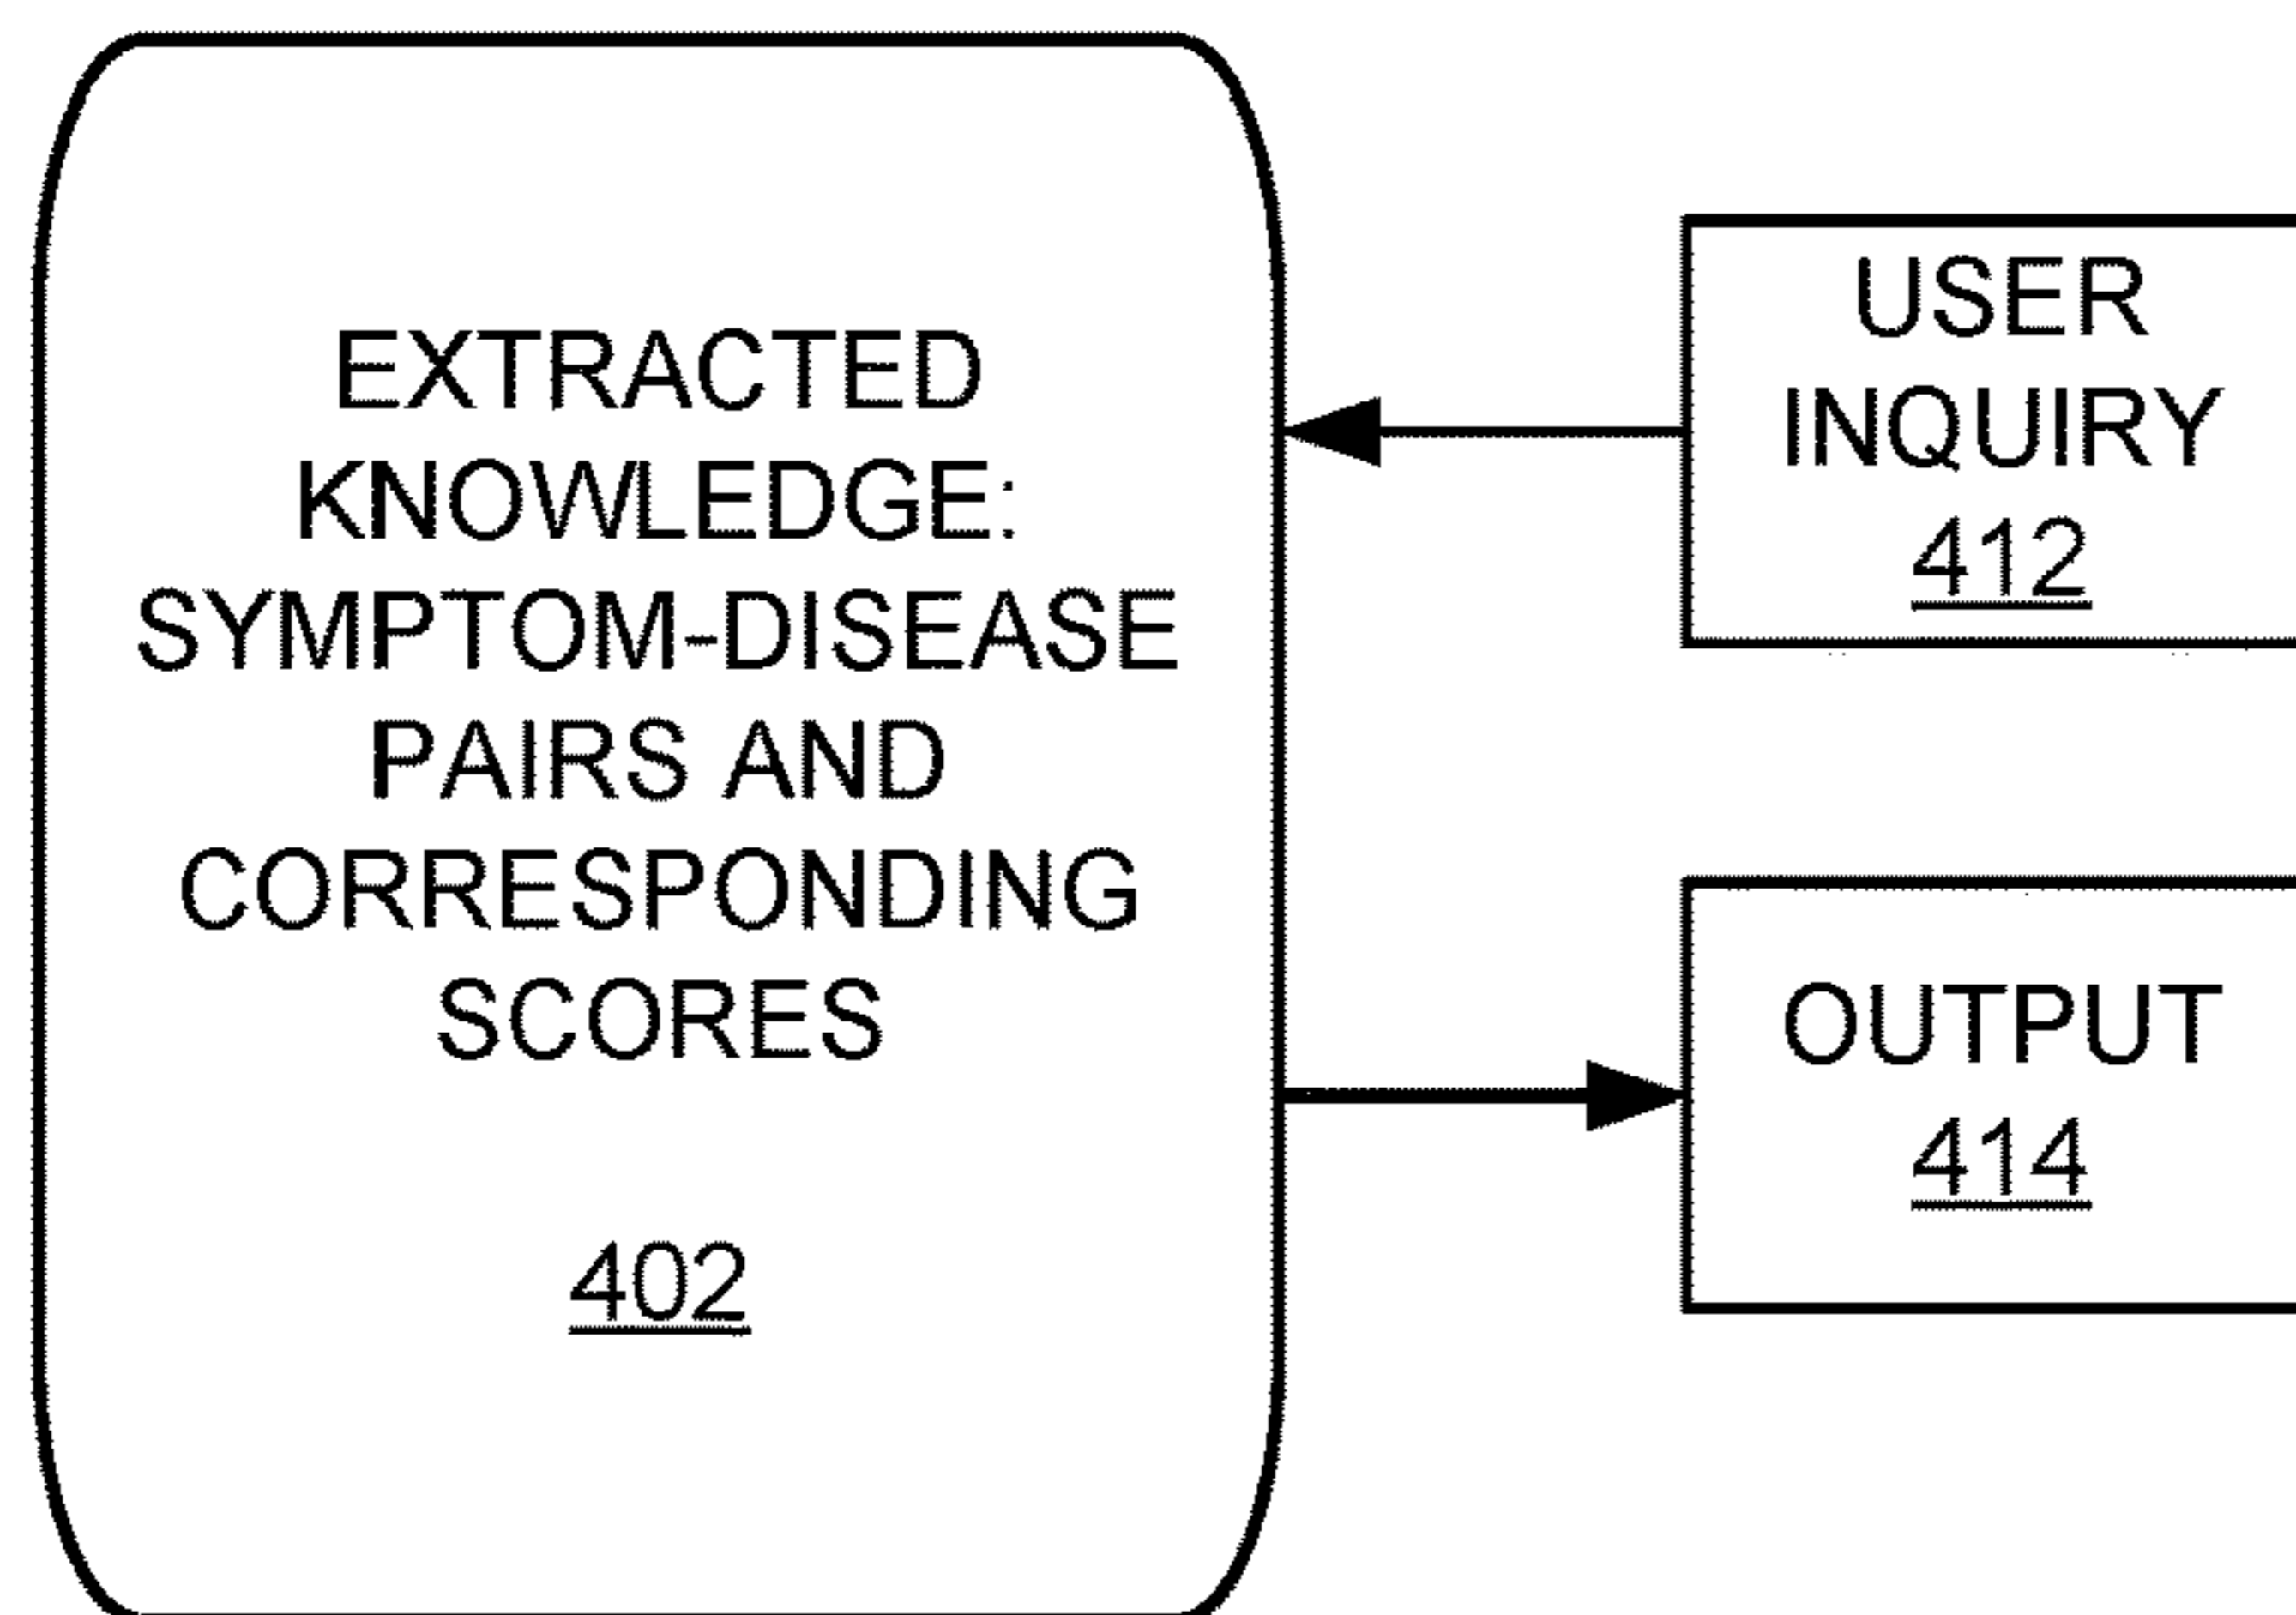 EXTRACTED
KNOWLEDGE:
SYMPTOM-DISEASE
PAIRS AND
CORRESPONDING
SCORES
402
USER
INQUIRY
412
OUTPUT
414